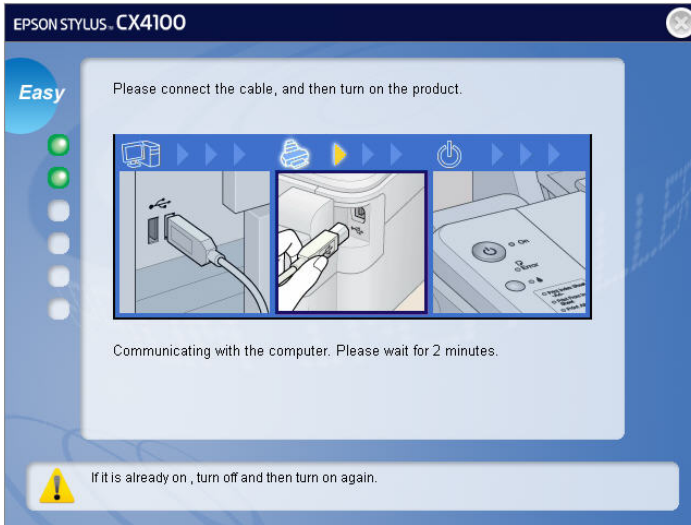 EPSON STYLUS™ CX4100
Easy
Please connect the cable, and then turn on the product.
On
Error
Communicating with the computer. Please wait for 2 minutes.
If it is already on , turn off and then turn on again.